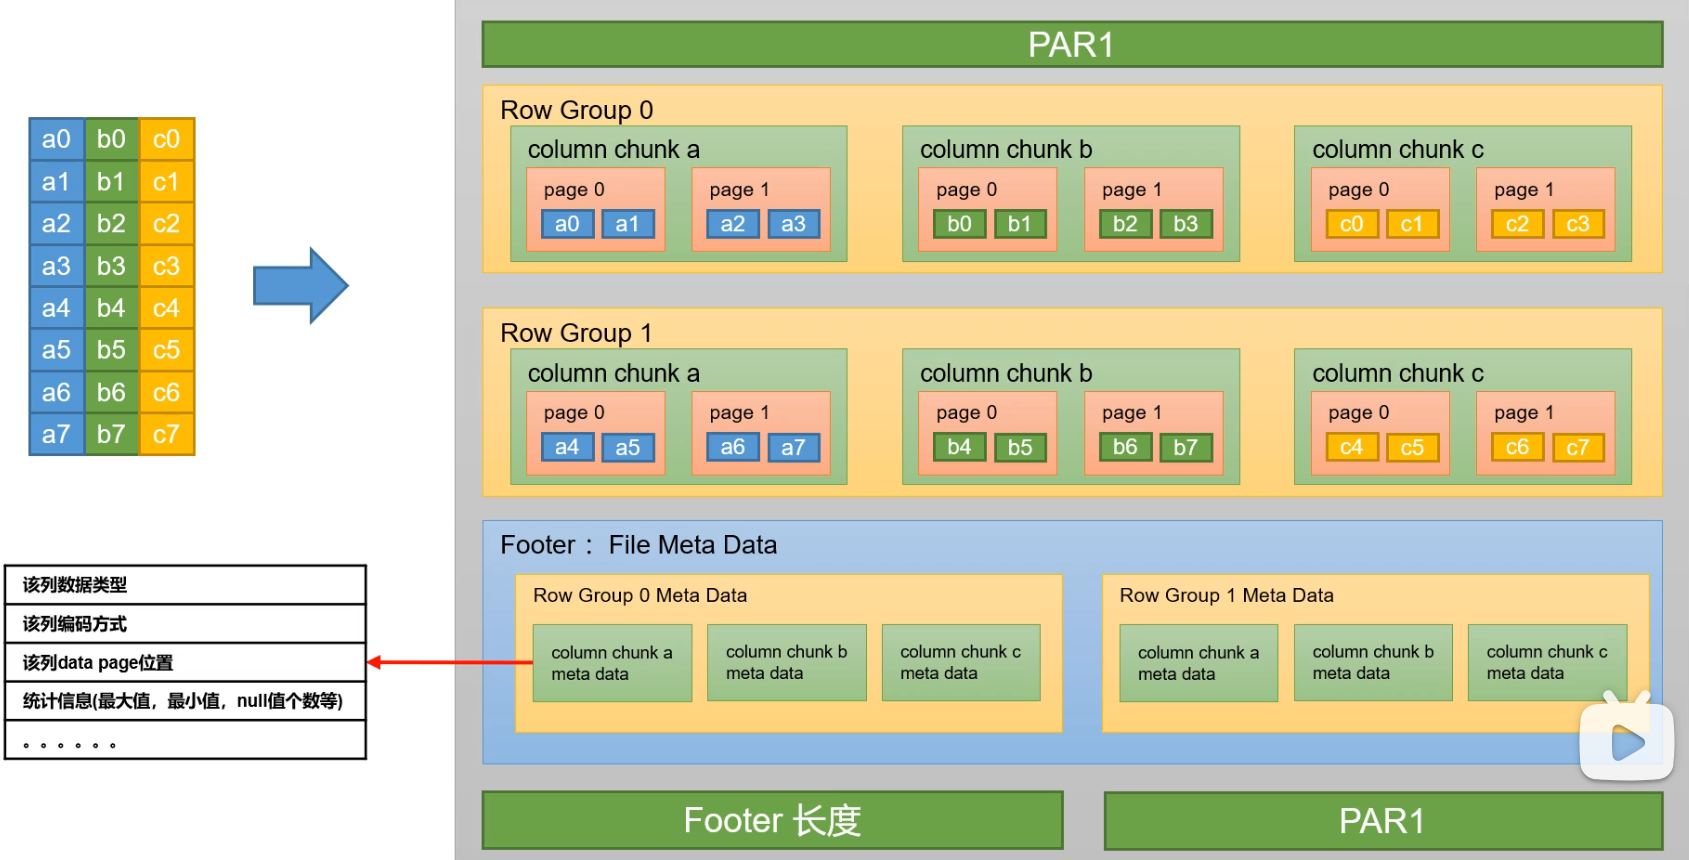 PAR1
a0 b0 c0
a1 b1 c1
a2 b2 c2
a3 b3 c3
a4 b4 c4
a5 b5 c5
a6 b6 c6
a7 b7 c7
Row Group 0
column chunk a
page 0
a0 a1
page 1
a2 a3
column chunk b
page 0
b0 b1
page 1
b2 b3
column chunk c
page 0
c0 c1
page 1
c2 c3
Row Group 1
column chunk a
page 0
a4 a5
page 1
a6 a7
column chunk b
page 0
b4 b5
page 1
b6 b7
column chunk c
page 0
c4 c5
page 1
c6 c7
Footer： File Meta Data
Row Group 0 Meta Data
column chunk a
meta data
column chunk b
meta data
column chunk c
meta data
Row Group 1 Meta Data
column chunk a
meta data
column chunk b
meta data
column chunk c
meta data
该列数据类型
该列编码方式
该列data page位置
统计信息(最大值，最小值，null值个数等)
。。。。。。
Footer 长度
PAR1